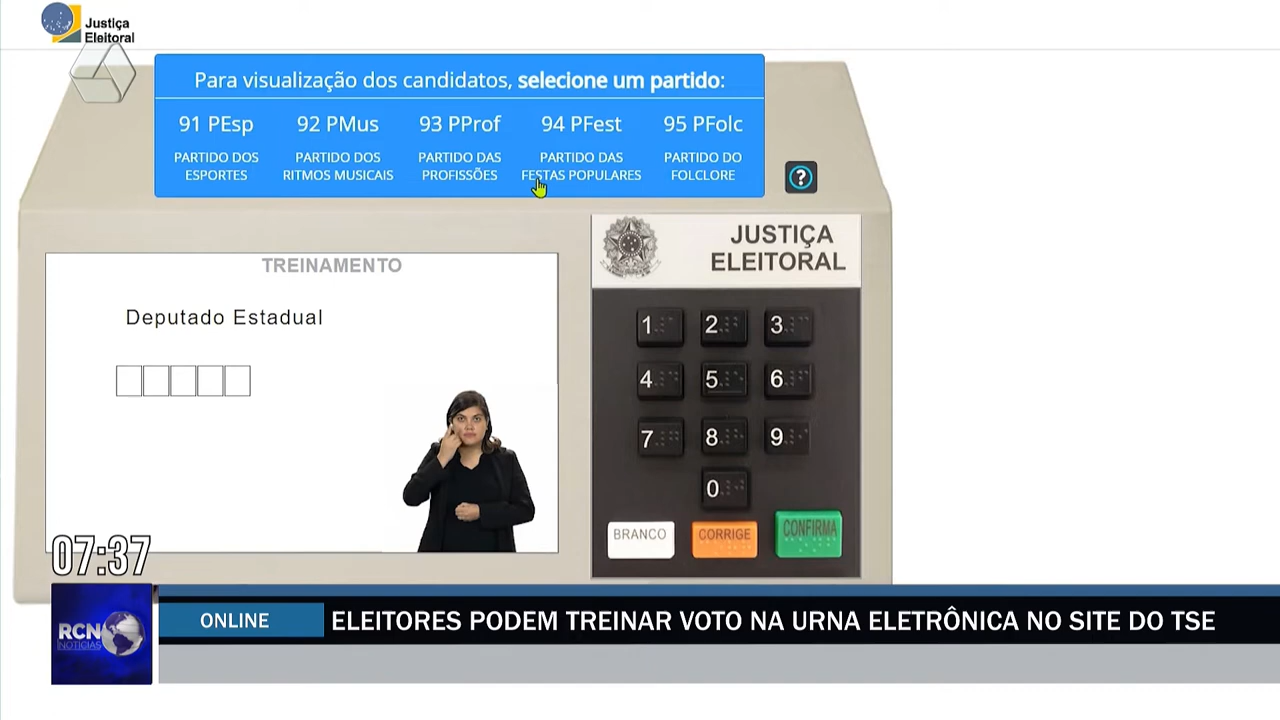 Justiça
Eleitoral
Para visualização dos candidatos, selecione um partido:
91 PEsp
92 PMus
93 PProf
94 PFest
95 PFolc
PARTIDO DOS
ESPORTES
PARTIDO DOS
RITMOS MUSICAIS
PARTIDO DAS
PROFISSÕES
PARTIDO DAS
FESTAS POPULARES
PARTIDO DO
FOLCLORE
?
TREINAMENTO
Deputado Estadual
JUSTIÇA
ELEITORAL
1 2 3
4 5 6
7 8 9
0
BRANCO
CORRIGE
CONFIRMA
07:37
RCN
NOTÍCIAS
ONLINE
ELEITORES PODEM TREINAR VOTO NA URNA ELETRÔNICA NO SITE DO TSE